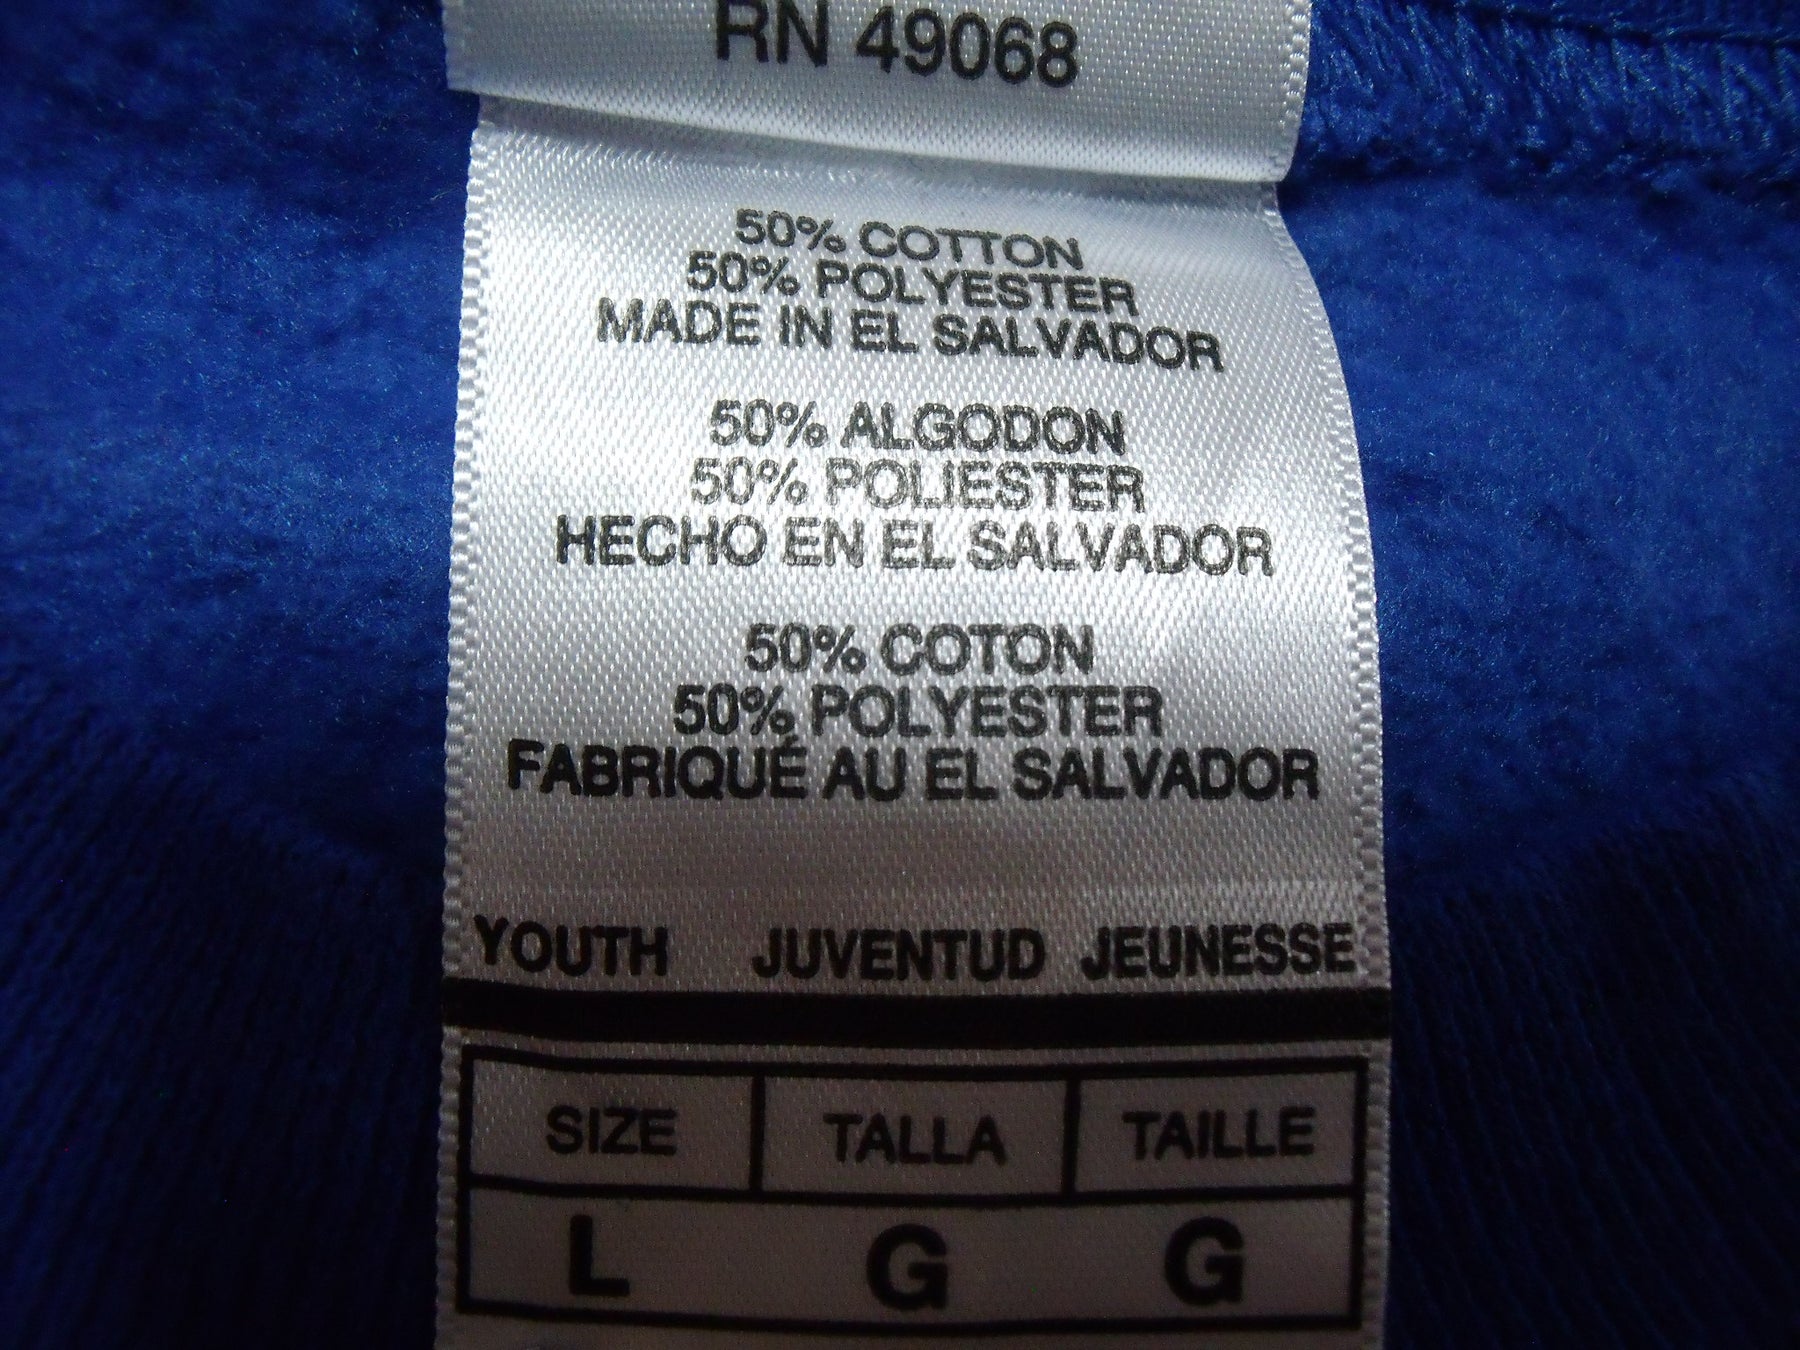 RN 49068
50% COTTON
50% POLYESTER
MADE IN EL SALVADOR
50% ALGODON
50% POLIESTER
HECHO EN EL SALVADOR
50% COTON
50% POLYESTER
FABRIQUÉ AU EL SALVADOR
YOUTH JUVENTUD JEUNESSE
SIZE TALLA TAILLE
L G G